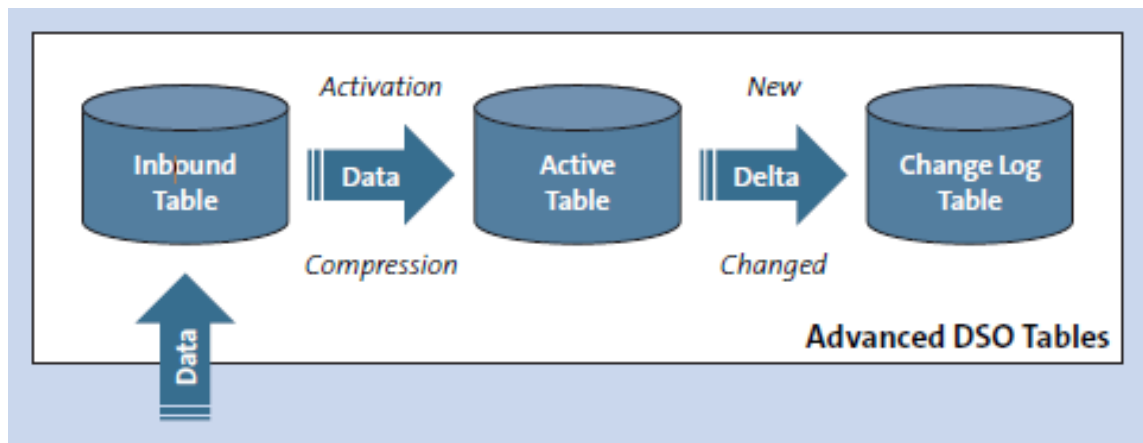 Activation
New
Inbound
Table
Data
Active
Table
Delta
Change Log
Table
Compression
Changed
Data
Advanced DSO Tables